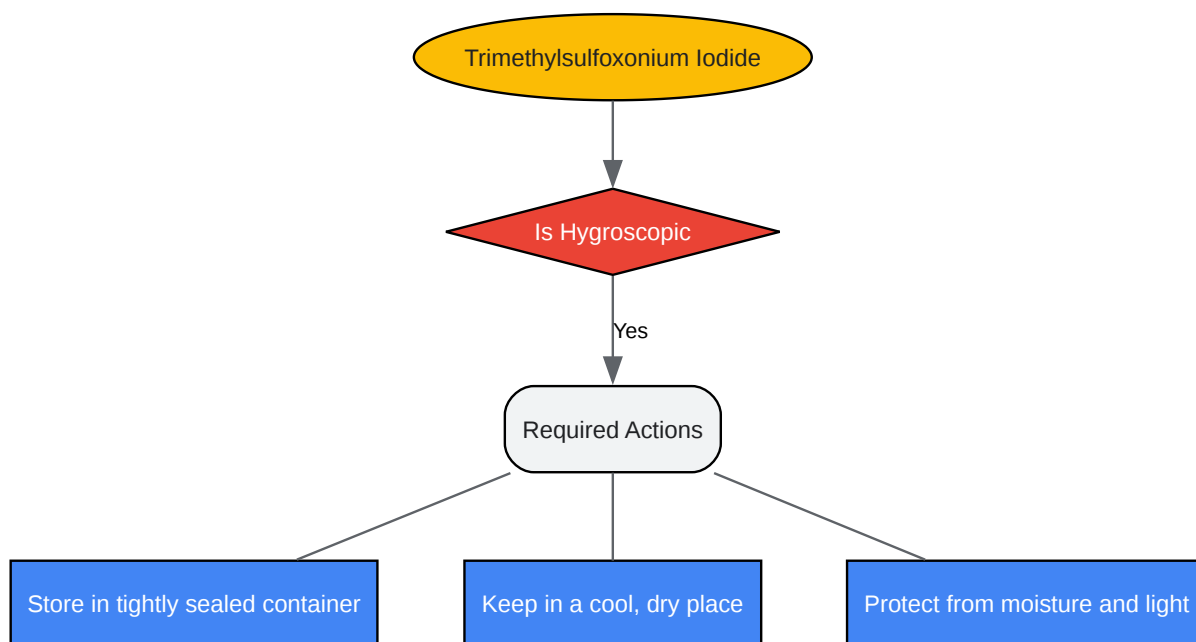 Trimethylsulfoxonium Iodide
Is Hygroscopic
Yes
Required Actions
Store in tightly sealed container
Keep in a cool, dry place
Protect from moisture and light